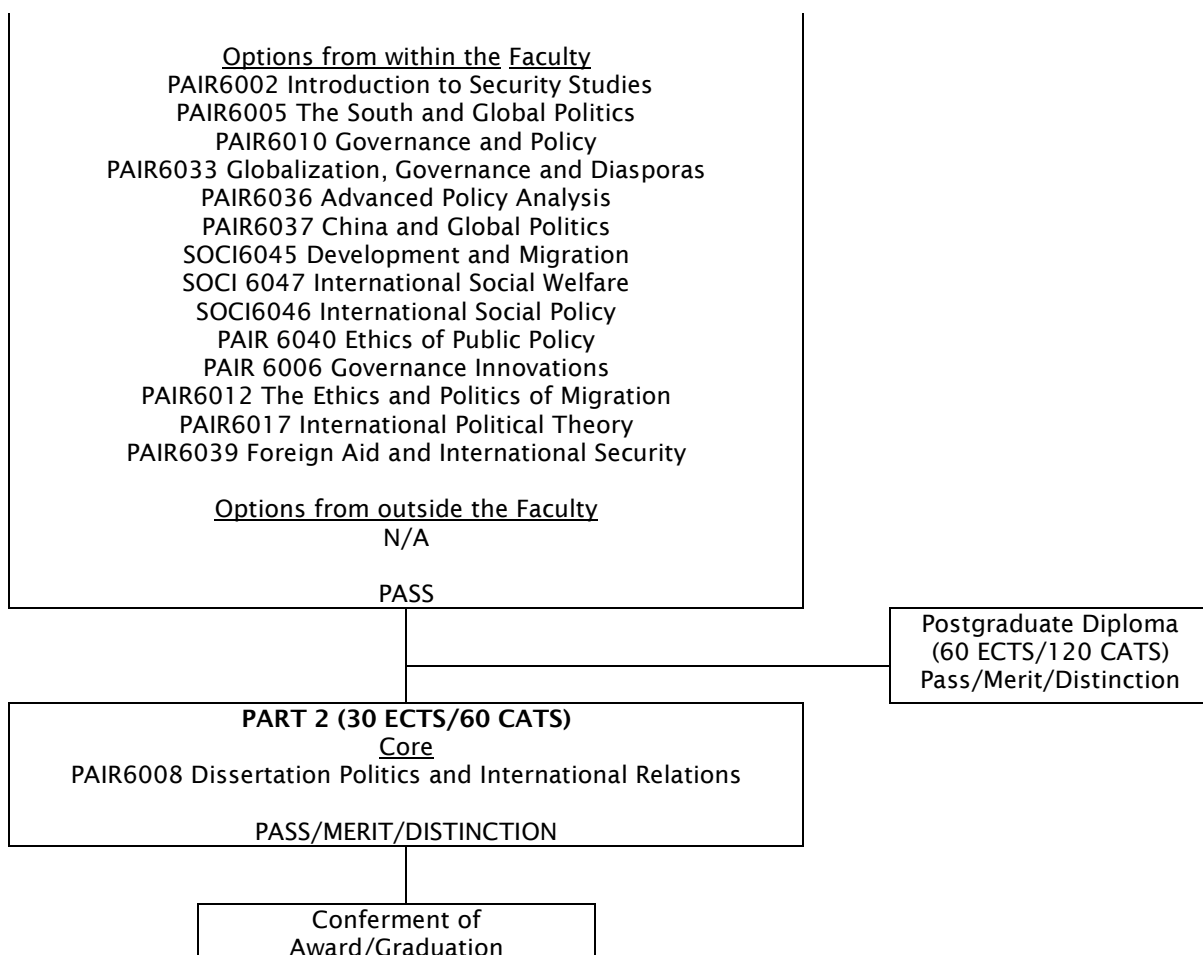 Options from within the Faculty
PAIR6002 Introduction to Security Studies
PAIR6005 The South and Global Politics
PAIR6010 Governance and Policy
PAIR6033 Globalization, Governance and Diasporas
PAIR6036 Advanced Policy Analysis
PAIR6037 China and Global Politics
SOCI6045 Development and Migration
SOCI 6047 International Social Welfare
SOCI6046 International Social Policy
PAIR 6040 Ethics of Public Policy
PAIR 6006 Governance Innovations
PAIR6012 The Ethics and Politics of Migration
PAIR6017 International Political Theory
PAIR6039 Foreign Aid and International Security
Options from outside the Faculty
N/A
PASS
Postgraduate Diploma
(60 ECTS/120 CATS)
Pass/Merit/Distinction
PART 2 (30 ECTS/60 CATS)
Core
PAIR6008 Dissertation Politics and International Relations
PASS/MERIT/DISTINCTION
Conferment of
Award/Graduation